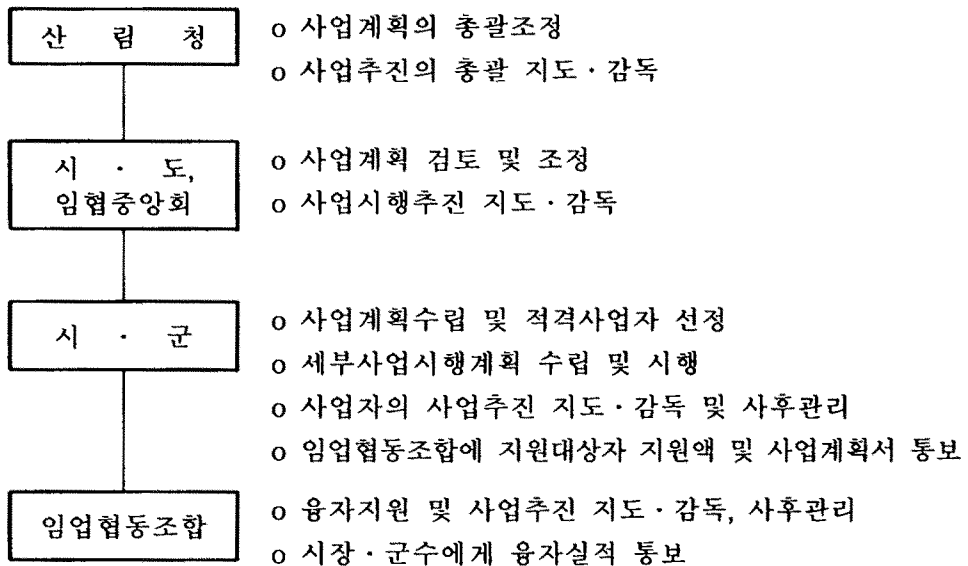 산 림 청
o 사업계획의 총괄조정
o 사업추진의 총괄 지도·감독
시 · 도,
임협중앙회
o 사업계획 검토 및 조정
o 사업시행추진 지도·감독
시 · 군
o 사업계획수립 및 적격사업자 선정
o 세부사업시행계획 수립 및 시행
o 사업자의 사업추진 지도·감독 및 사후관리
o 임업협동조합에 지원대상자 지원액 및 사업계획서 통보
임업협동조합
o 융자지원 및 사업추진 지도·감독, 사후관리
o 시장·군수에게 융자실적 통보